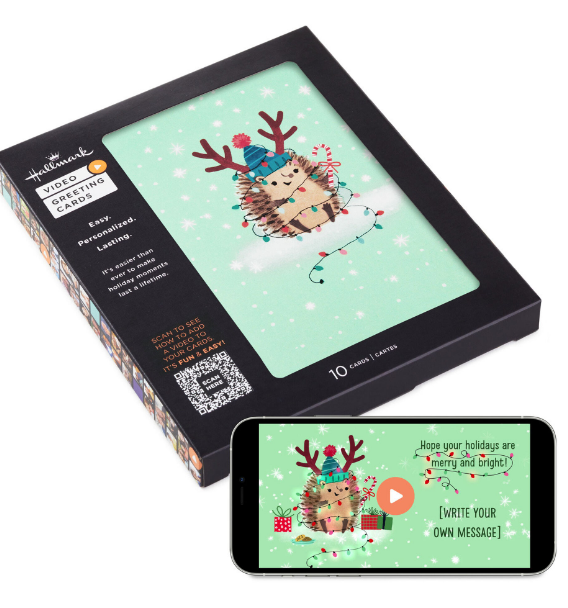 Hallmark
VIDEO
GREETING
CARDS
Easy.
Personalized.
Lasting.
It's easier than
ever to make
holiday moments
last a lifetime.
SCAN TO SEE
HOW TO ADD
A VIDEO TO
YOUR CARDS
IT'S FUN & EASY!
SCAN
HERE
10 CARDS | CARTES
Hope your holidays are
merry and bright!
[WRITE YOUR
OWN MESSAGE]